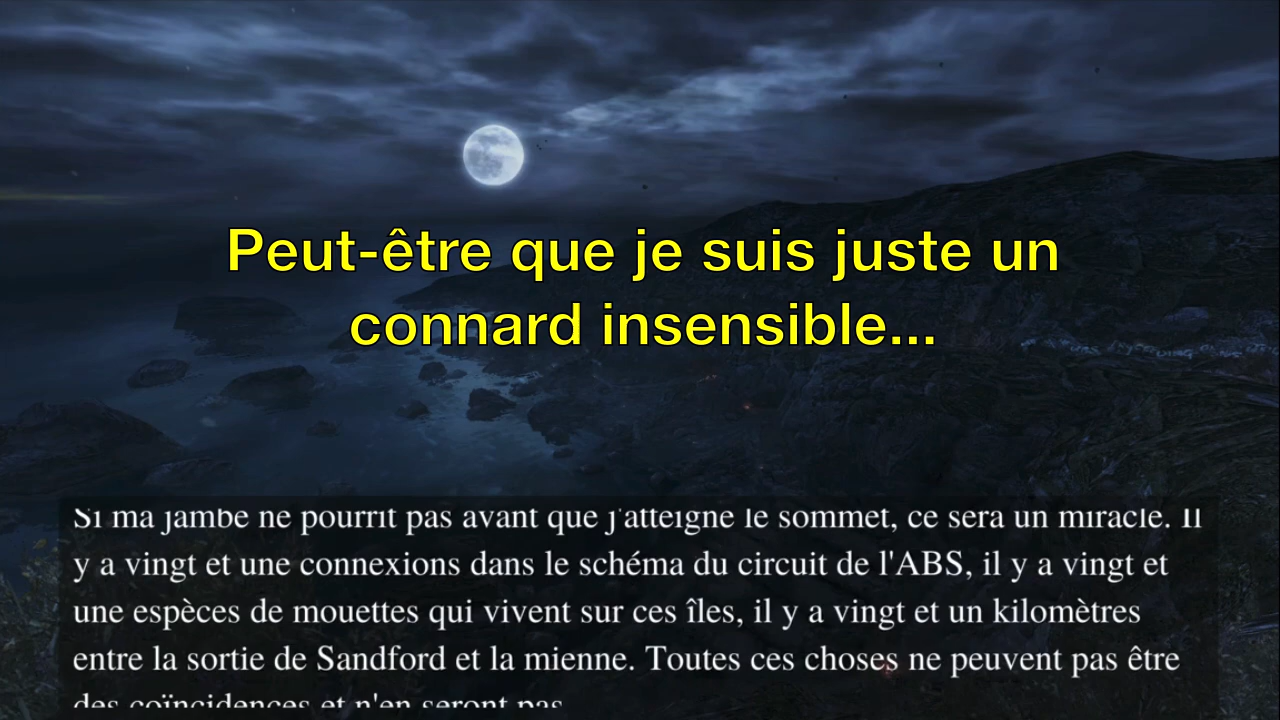 Peut-être que je suis juste un
connard insensible...
Si ma jambe ne pourrit pas avant que j'atteigne le sommet, ce sera un miracle. Il
y a vingt et une connexions dans le schéma du circuit de l'ABS, il y a vingt et
une espèces de mouettes qui vivent sur ces îles, il y a vingt et un kilomètres
entre la sortie de Sandford et la mienne. Toutes ces choses ne peuvent pas être
des coïncidences et n'en seront pas